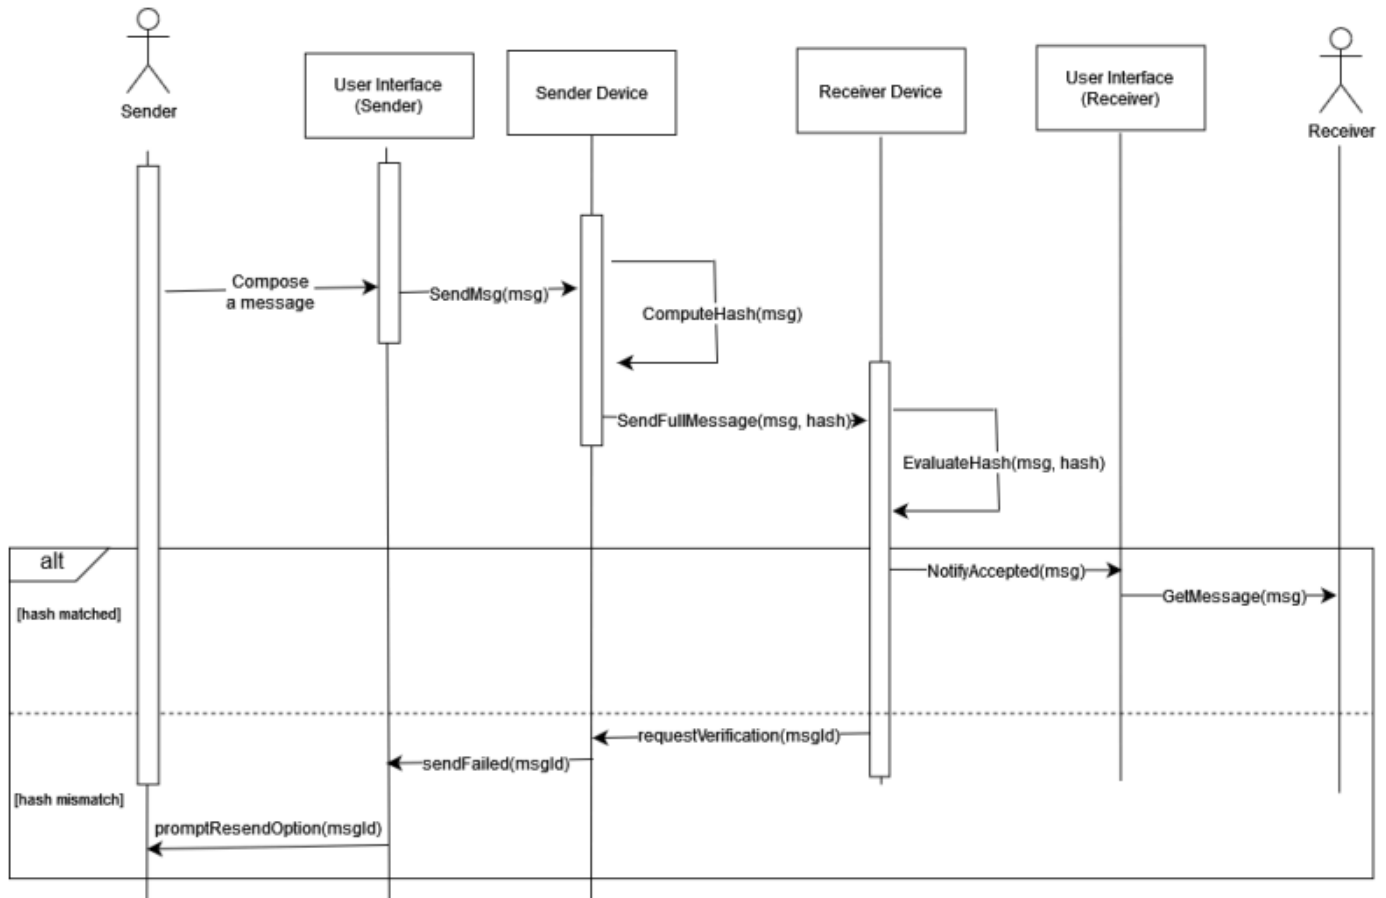 Sender
User Interface
(Sender)
Sender Device
Receiver Device
User Interface
(Receiver)
Receiver
Compose
a message
SendMsg(msg)
ComputeHash(msg)
SendFullMessage(msg, hash)
EvaluateHash(msg, hash)
alt
NotifyAccepted(msg)
GetMessage(msg)
[hash matched]
requestVerification(msgId)
sendFailed(msgId)
[hash mismatch]
promptResendOption(msgId)